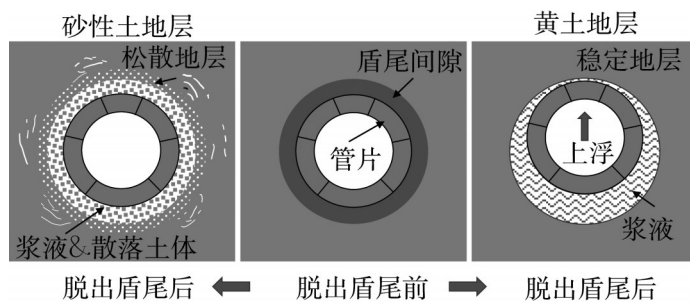 砂性土地层
黄土地层
松散地层
浆液&散落土体
盾尾间隙
管片
稳定地层
上浮
浆液
脱出盾尾后
脱出盾尾前
脱出盾尾后